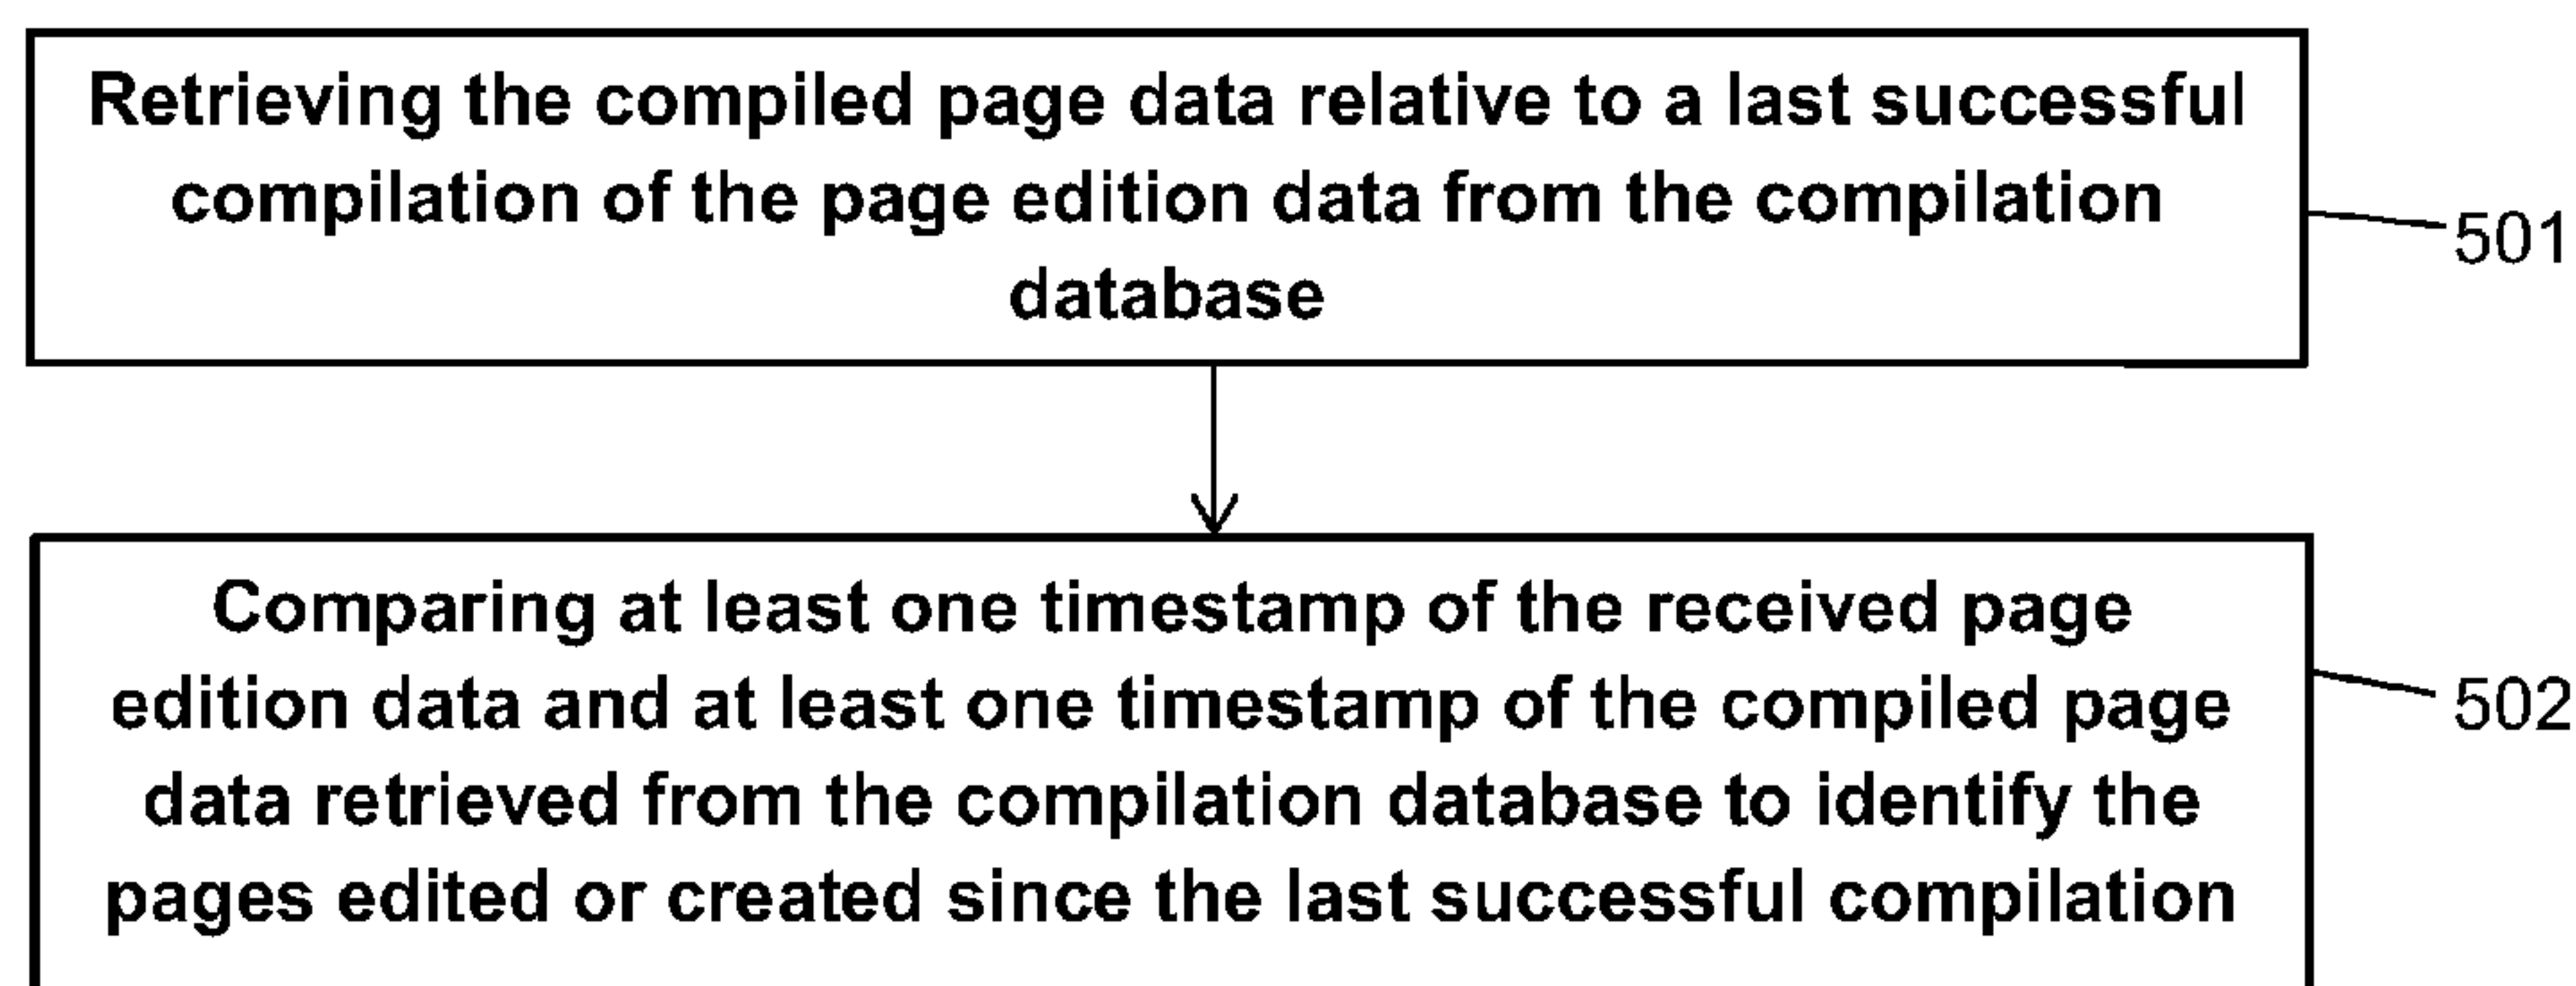 Retrieving the compiled page data relative to a last successful
compilation of the page edition data from the compilation
database
501
Comparing at least one timestamp of the received page
edition data and at least one timestamp of the compiled page
data retrieved from the compilation database to identify the
pages edited or created since the last successful compilation
502